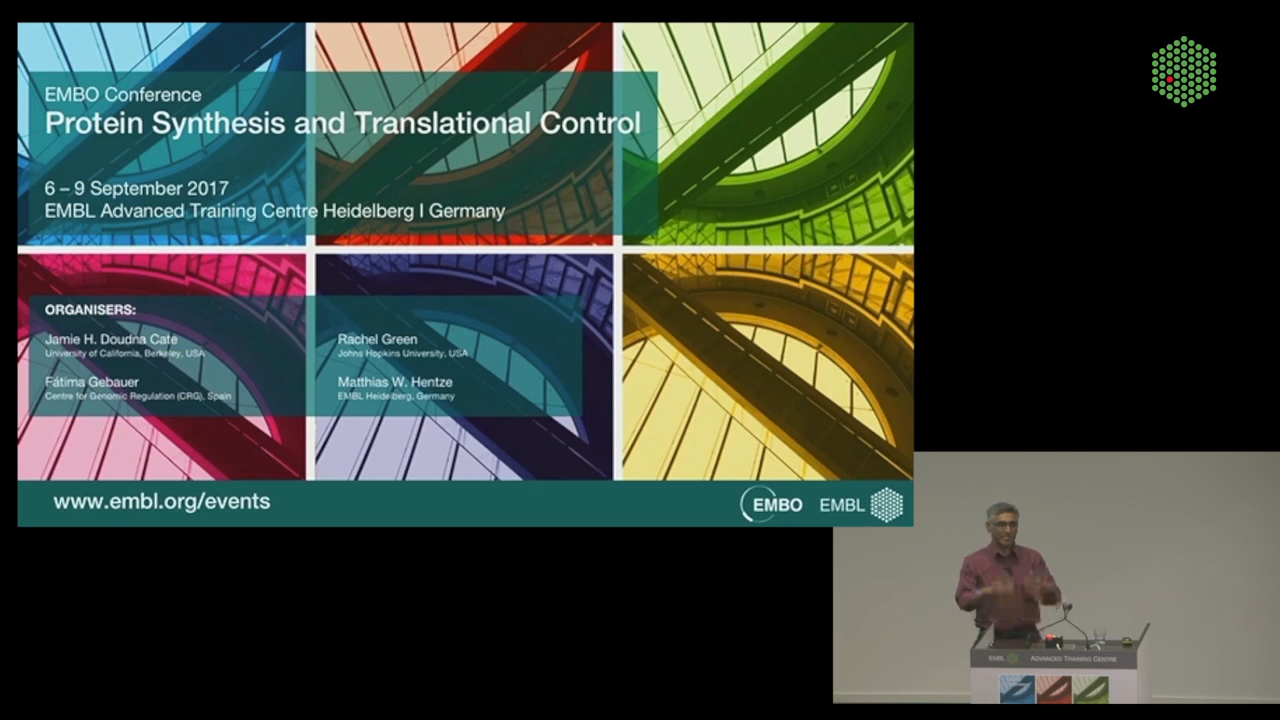 EMBO Conference
Protein Synthesis and Translational Control
6 – 9 September 2017
EMBL Advanced Training Centre Heidelberg I Germany
ORGANISERS:
Jamie H. Doudna Cate
University of California, Berkeley, USA
Rachel Green
Johns Hopkins University, USA
Fátima Gebauer
Centre for Genomic Regulation (CRG), Spain
Matthias W. Hentze
EMBL Heidelberg, Germany
www.embl.org/events
EMBO
EMBL
EMBL ADVANCED TRAINING CENTRE